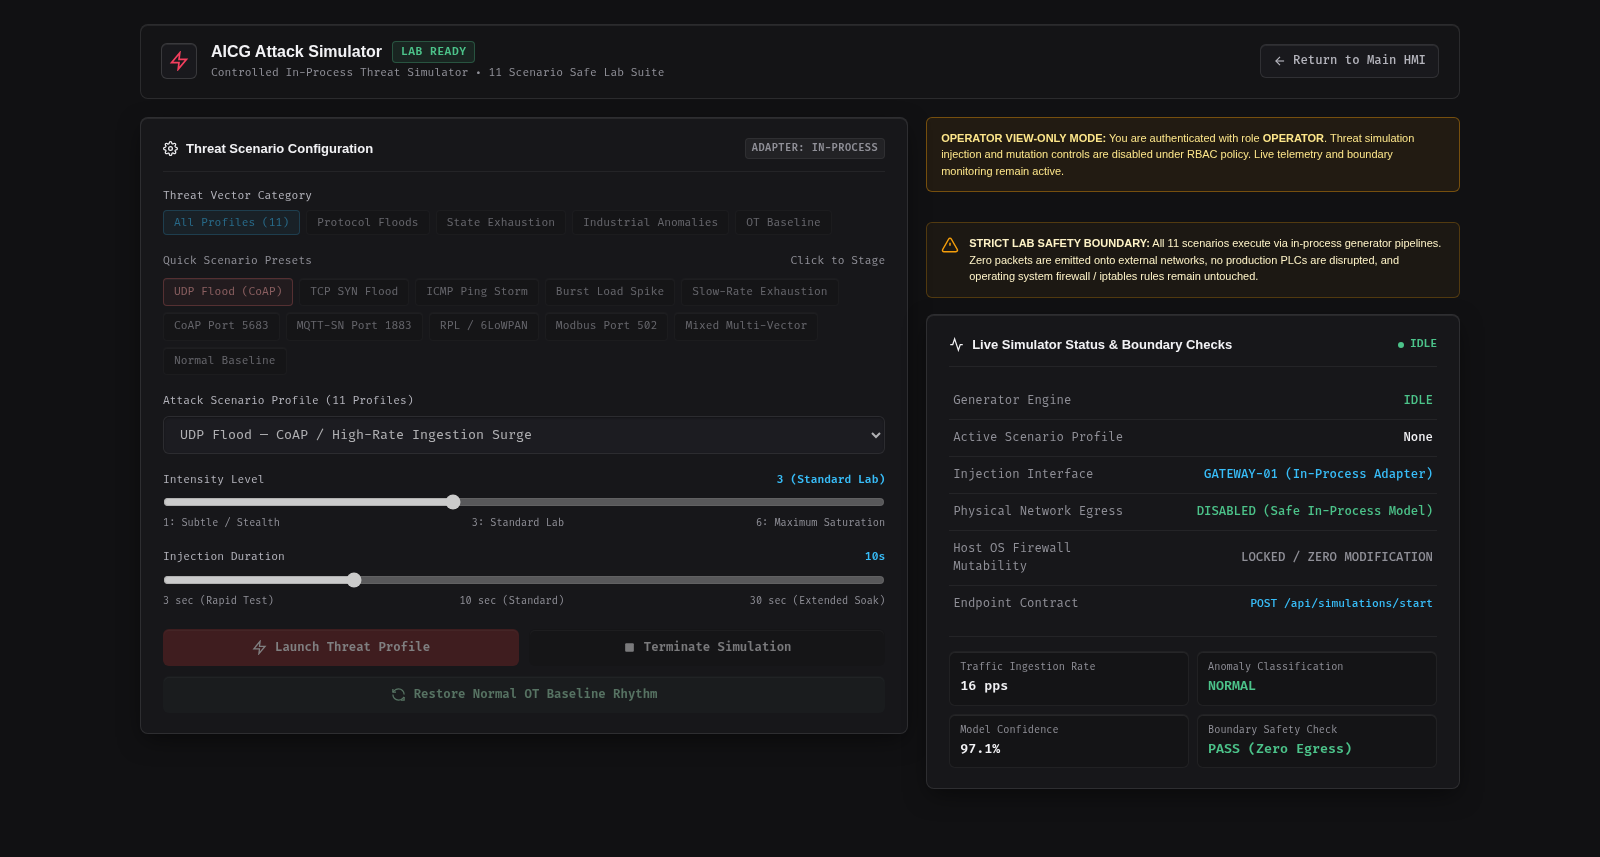 AICG Attack Simulator LAB READY
Controlled In-Process Threat Simulator • 11 Scenario Safe Lab Suite
← Return to Main HMI
Threat Scenario Configuration
ADAPTER: IN-PROCESS
Threat Vector Category
All Profiles (11) Protocol Floods State Exhaustion Industrial Anomalies OT Baseline
Quick Scenario Presets Click to Stage
UDP Flood (CoAP) TCP SYN Flood ICMP Ping Storm Burst Load Spike Slow-Rate Exhaustion
CoAP Port 5683 MQTT-SN Port 1883 RPL / 6LoWPAN Modbus Port 502 Mixed Multi-Vector
Normal Baseline
Attack Scenario Profile (11 Profiles)
UDP Flood — CoAP / High-Rate Ingestion Surge
Intensity Level 3 (Standard Lab)
1: Subtle / Stealth 3: Standard Lab 6: Maximum Saturation
Injection Duration 10s
3 sec (Rapid Test) 10 sec (Standard) 30 sec (Extended Soak)
Launch Threat Profile Terminate Simulation
Restore Normal OT Baseline Rhythm
OPERATOR VIEW-ONLY MODE: You are authenticated with role OPERATOR. Threat simulation
injection and mutation controls are disabled under RBAC policy. Live telemetry and boundary
monitoring remain active.
STRICT LAB SAFETY BOUNDARY: All 11 scenarios execute via in-process generator pipelines.
Zero packets are emitted onto external networks, no production PLCs are disrupted, and
operating system firewall / iptables rules remain untouched.
Live Simulator Status & Boundary Checks ● IDLE
Generator Engine IDLE
Active Scenario Profile None
Injection Interface GATEWAY-01 (In-Process Adapter)
Physical Network Egress DISABLED (Safe In-Process Model)
Host OS Firewall
Mutability LOCKED / ZERO MODIFICATION
Endpoint Contract POST /api/simulations/start
Traffic Ingestion Rate
16 pps
Anomaly Classification
NORMAL
Model Confidence
97.1%
Boundary Safety Check
PASS (Zero Egress)